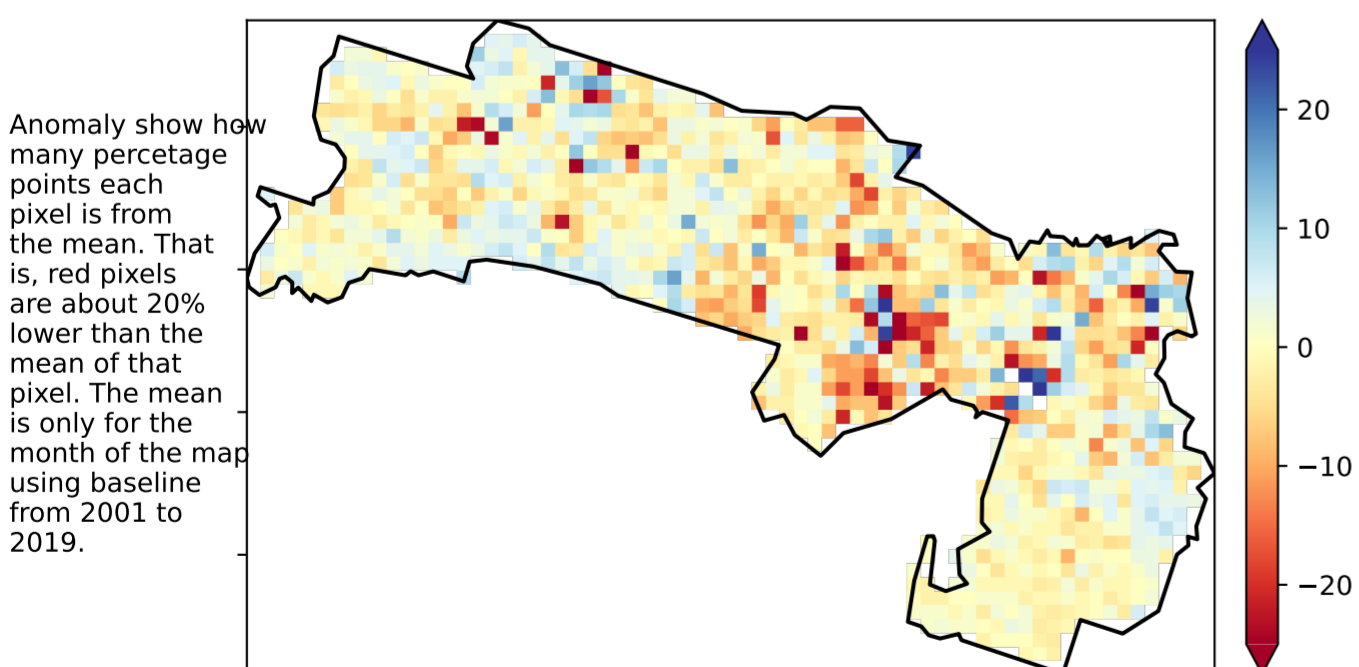 Anomaly show how
many percetage
points each
pixel is from
the mean. That
is, red pixels
are about 20%
lower than the
mean of that
pixel. The mean
is only for the
month of the map
using baseline
from 2001 to
2019.
20
10
0
−10
−20